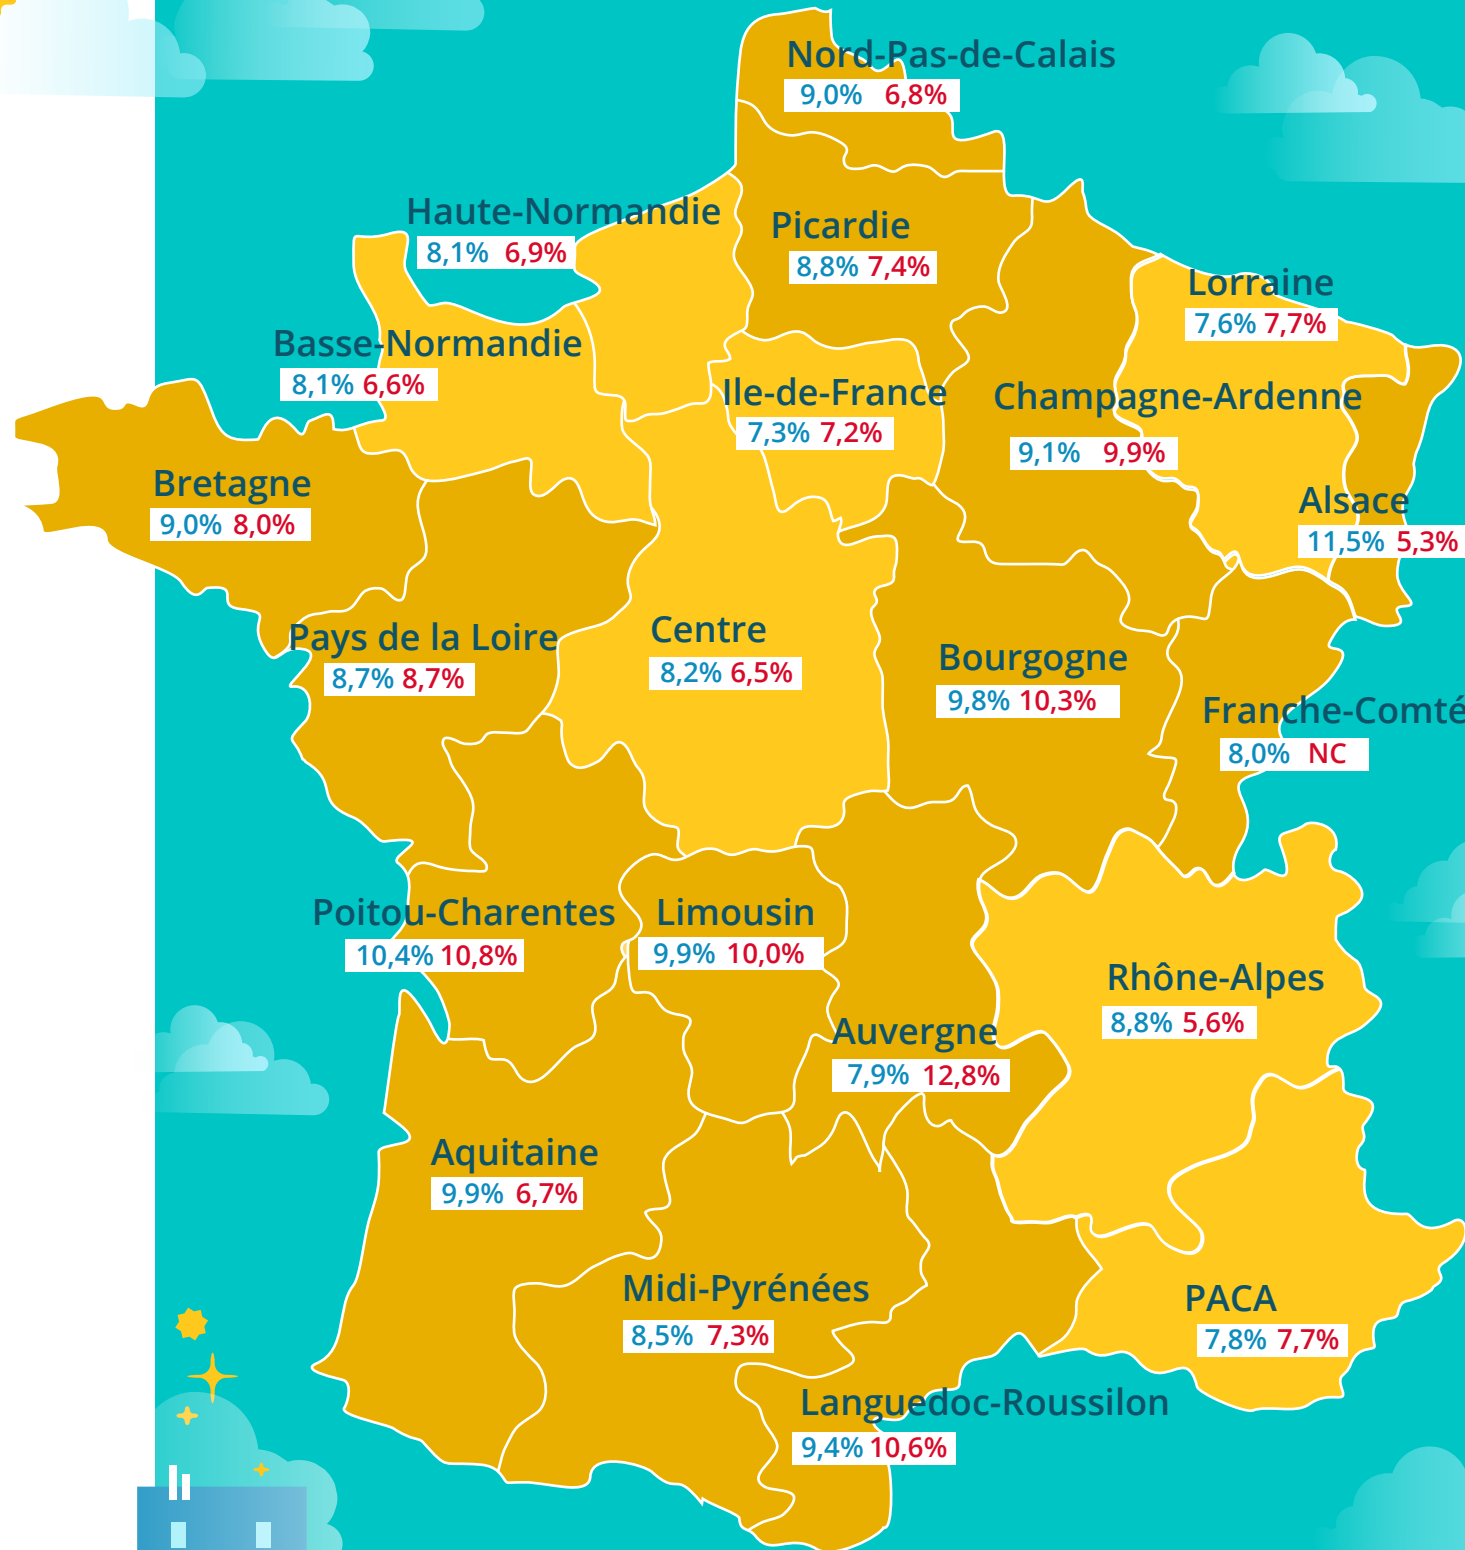 Nord-Pas-de-Calais
9,0% 6,8%
Haute-Normandie
8,1% 6,9%
Picardie
8,8% 7,4%
Lorraine
7,6% 7,7%
Basse-Normandie
8,1% 6,6%
Ile-de-France
7,3% 7,2%
Champagne-Ardenne
9,1% 9,9%
Bretagne
9,0% 8,0%
Alsace
11,5% 5,3%
Pays de la Loire
8,7% 8,7%
Centre
8,2% 6,5%
Bourgogne
9,8% 10,3%
Franche-Comté
8,0% NC
Poitou-Charentes
10,4% 10,8%
Limousin
9,9% 10,0%
Rhône-Alpes
8,8% 5,6%
Auvergne
7,9% 12,8%
Aquitaine
9,9% 6,7%
Midi-Pyrénées
8,5% 7,3%
PACA
7,8% 7,7%
Languedoc-Roussilon
9,4% 10,6%